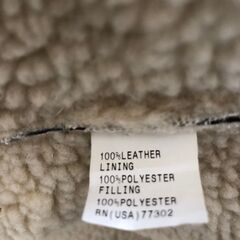 100%LEATHER
LINING
100%POLYESTER
FILLING
100%POLYESTER
RN(USA)77302